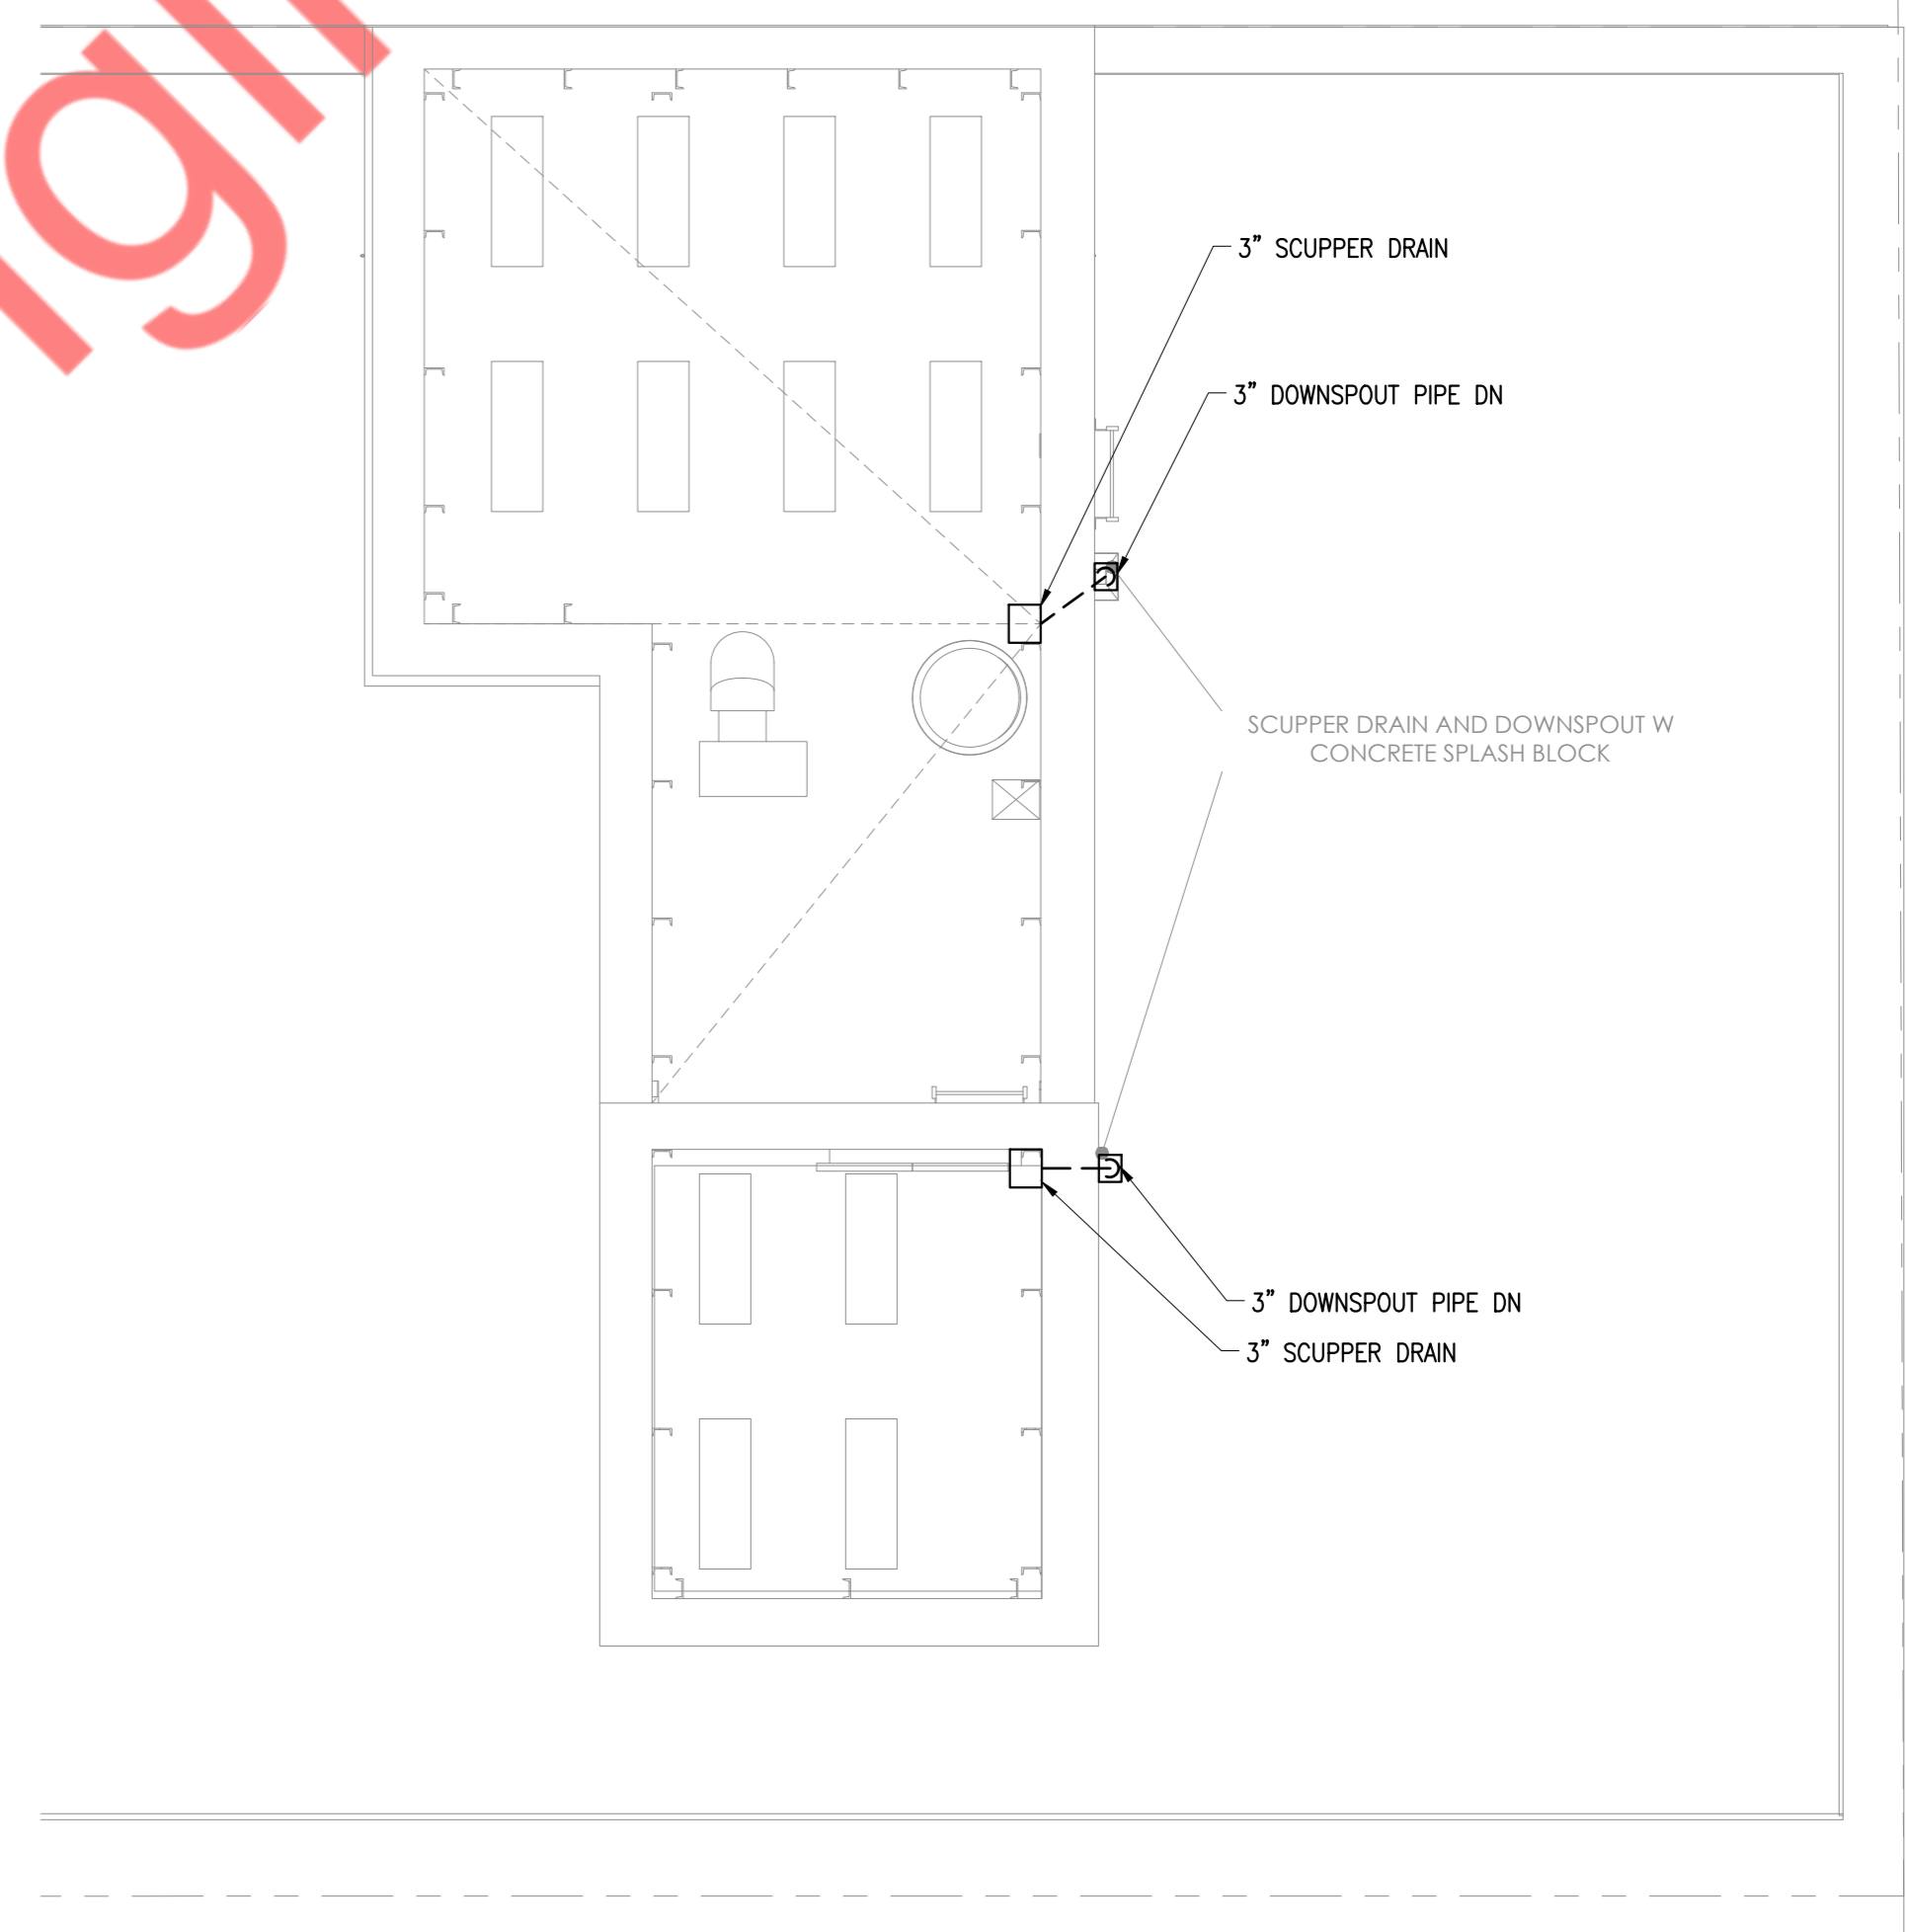 3" SCUPPER DRAIN
3" DOWNSPOUT PIPE DN
SCUPPER DRAIN AND DOWNSPOUT W
CONCRETE SPLASH BLOCK
3" DOWNSPOUT PIPE DN
3" SCUPPER DRAIN